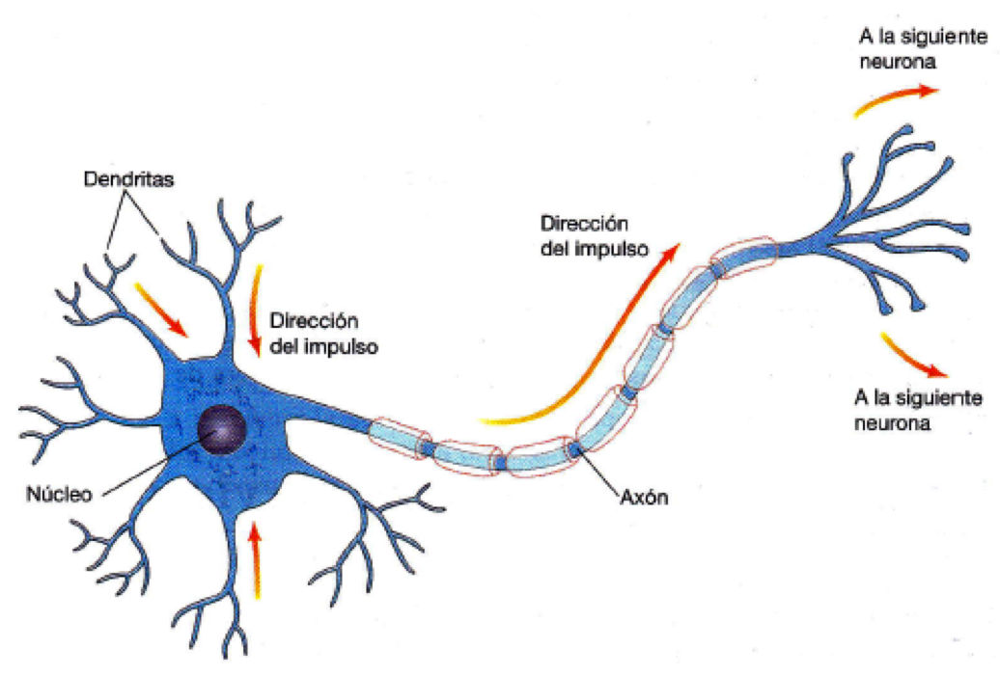 A la siguiente
neurona
Dendritas
Dirección
del impulso
Dirección
del impulso
A la siguiente
neurona
Núcleo
Axón